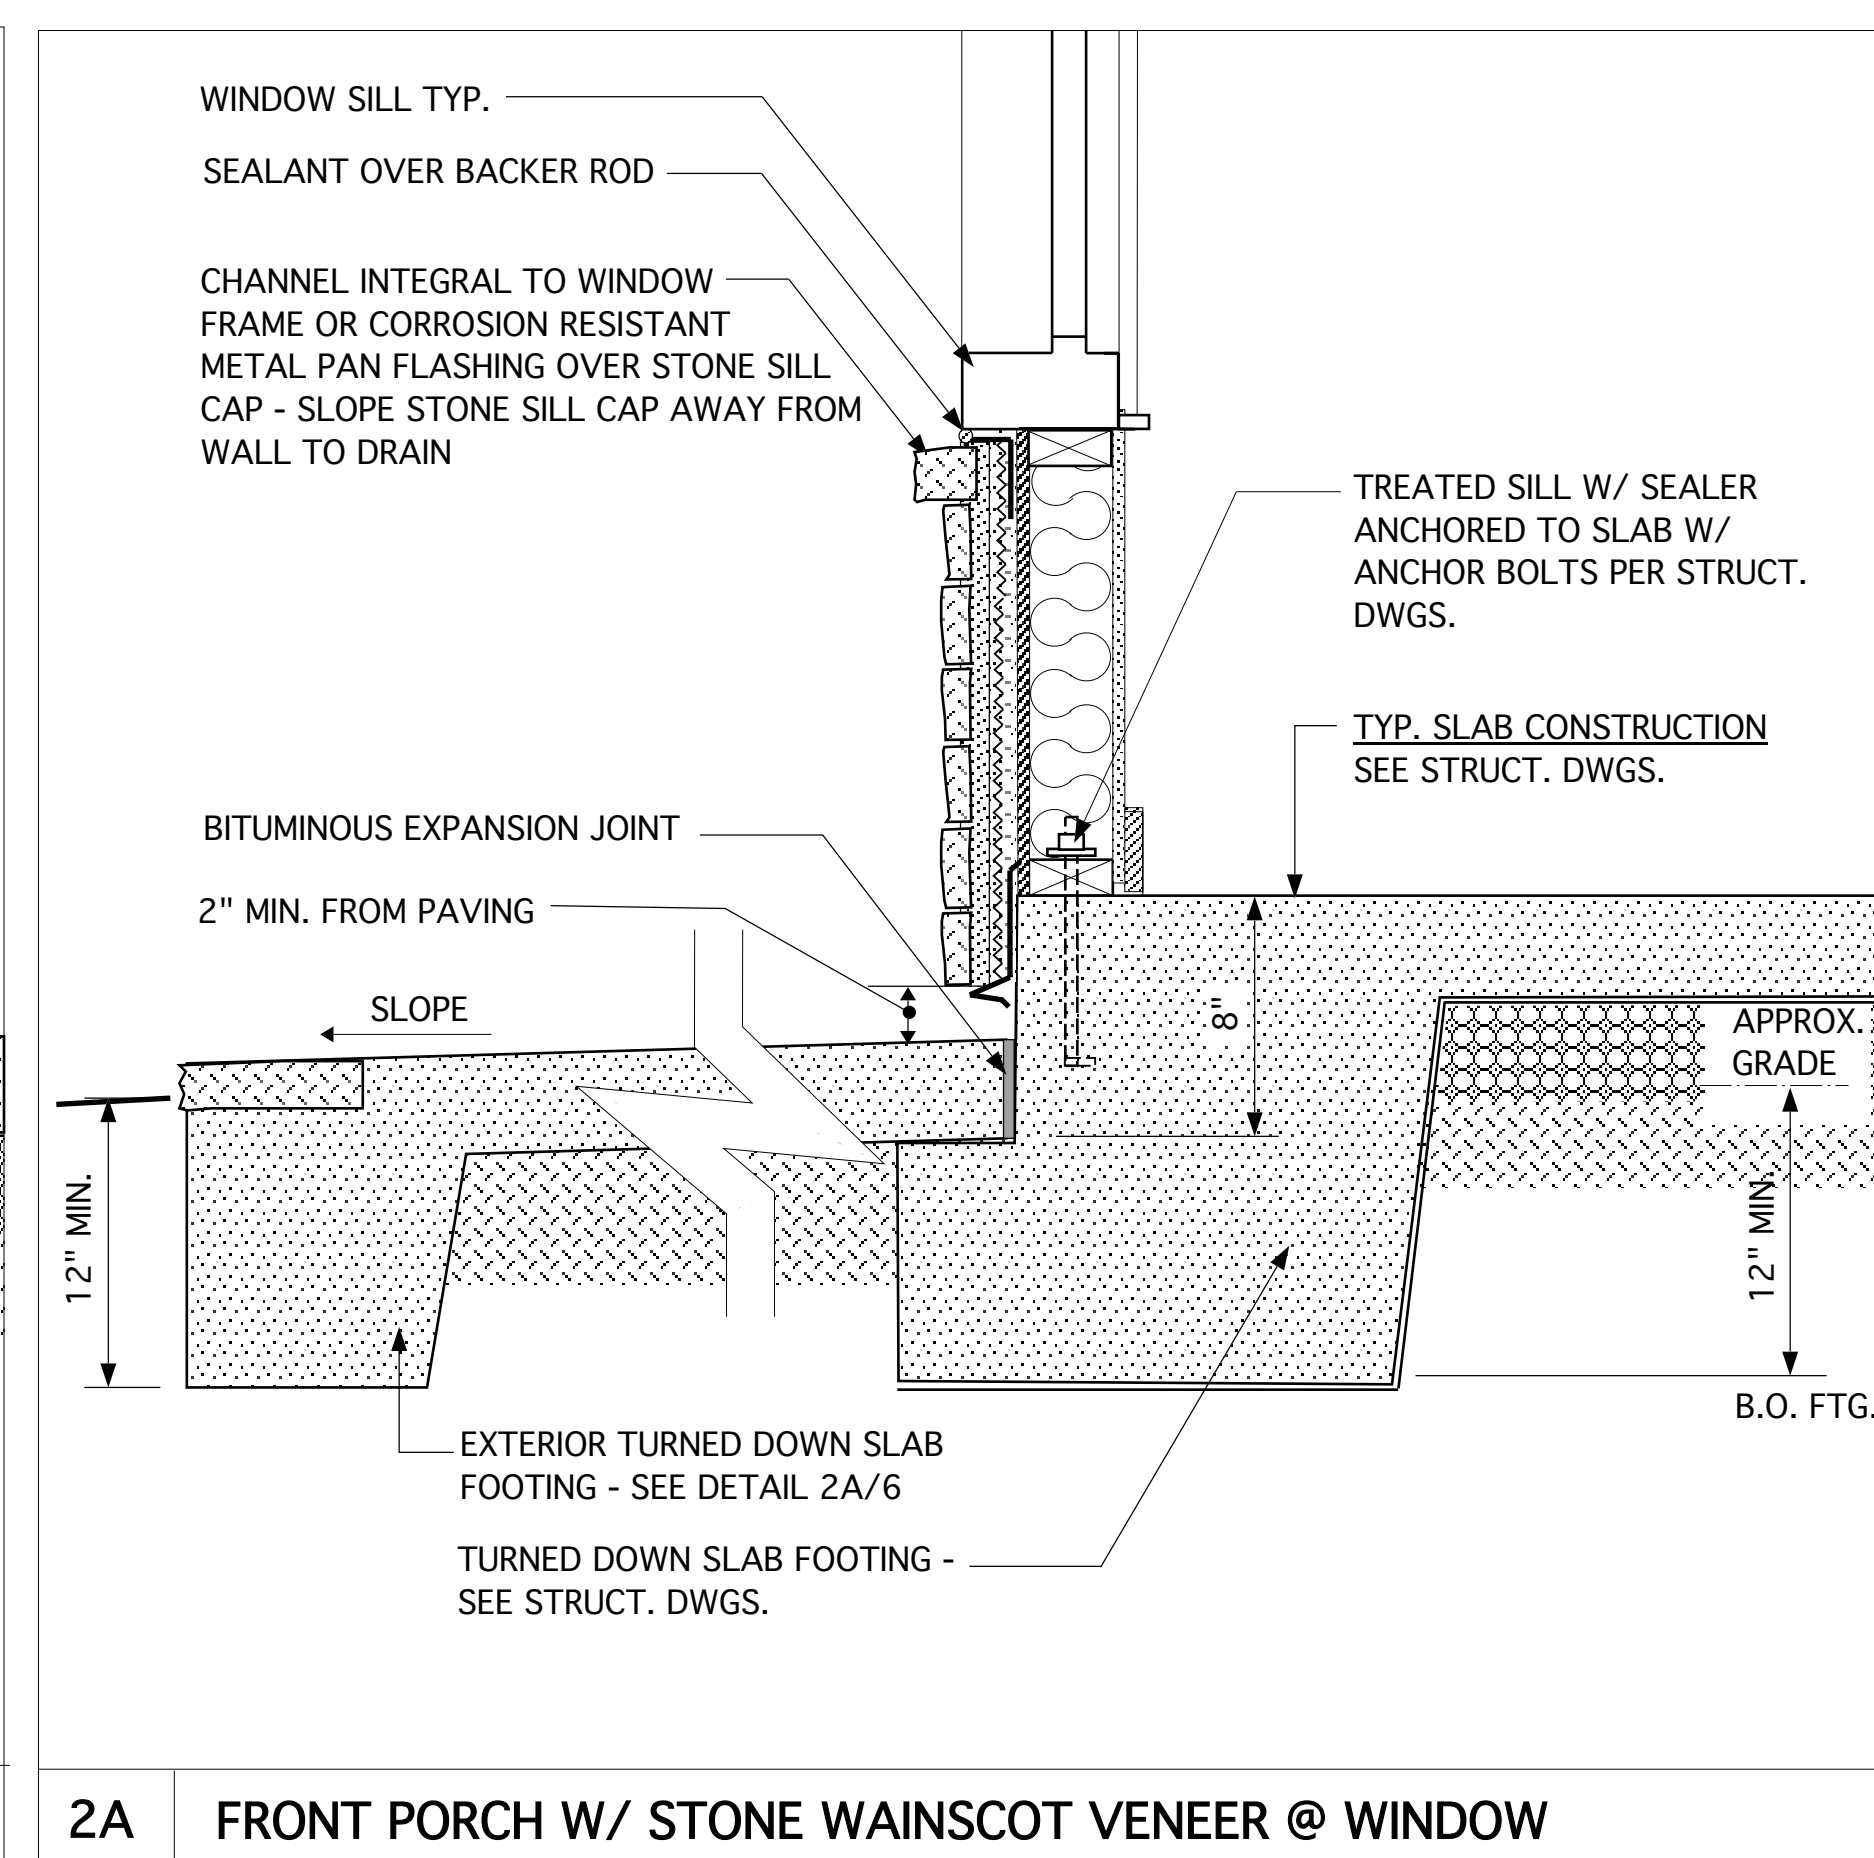 WINDOW SILL TYP.
SEALANT OVER BACKER ROD
CHANNEL INTEGRAL TO WINDOW
FRAME OR CORROSION RESISTANT
METAL PAN FLASHING OVER STONE SILL
CAP - SLOPE STONE SILL CAP AWAY FROM
WALL TO DRAIN
TREATED SILL W/ SEALER
ANCHORED TO SLAB W/
ANCHOR BOLTS PER STRUCT.
DWGS.
TYP. SLAB CONSTRUCTION
SEE STRUCT. DWGS.
BITUMINOUS EXPANSION JOINT
2" MIN. FROM PAVING
SLOPE
8"
APPROX.
GRADE
12" MIN.
12" MIN.
B.O. FTG.
EXTERIOR TURNED DOWN SLAB
FOOTING - SEE DETAIL 2A/6
TURNED DOWN SLAB FOOTING -
SEE STRUCT. DWGS.
2A
FRONT PORCH W/ STONE WAINSCOT VENEER @ WINDOW